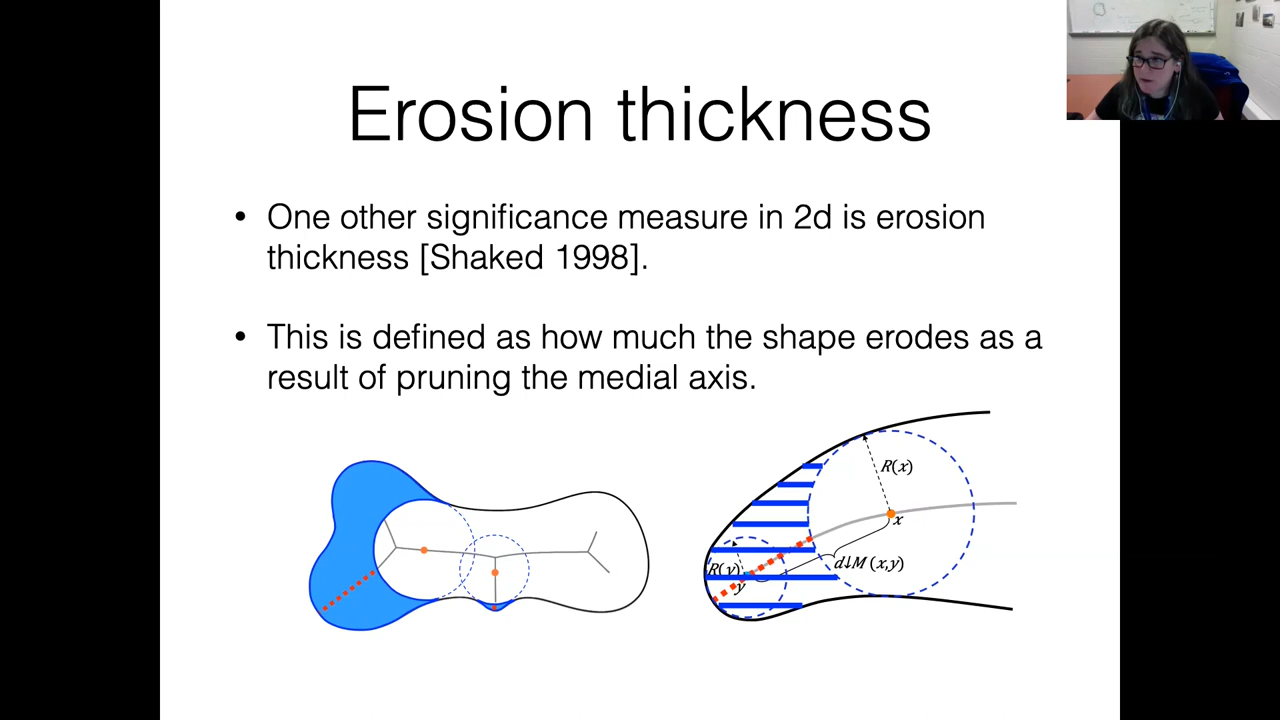 Erosion thickness
• One other significance measure in 2d is erosion
thickness [Shaked 1998].
• This is defined as how much the shape erodes as a
result of pruning the medial axis.
R(x)
x
d↓M (x,y)
R(y)
y